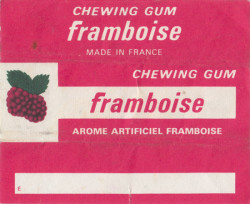 CHEWING GUM
framboise
MADE IN FRANCE
CHEWING GUM
framboise
AROME ARTIFICIEL FRAMBOISE
E